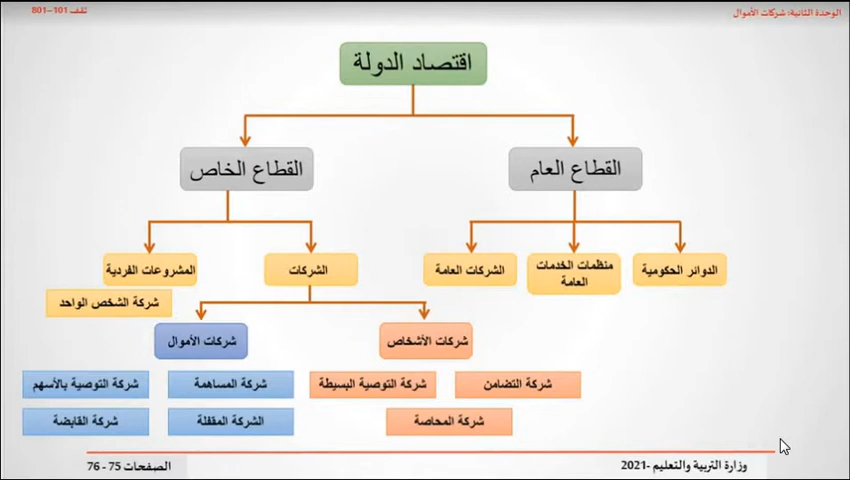 الوحدة الثانية: شركات الأموال
ثقف 101–801
اقتصاد الدولة
القطاع العام
القطاع الخاص
الدوائر الحكومية
منظمات الخدمات
العامة
الشركات العامة
الشركات
المشروعات الفردية
شركة الشخص الواحد
شركات الأشخاص
شركات الأموال
شركة التضامن
شركة التوصية البسيطة
شركة المساهمة
شركة التوصية بالأسهم
شركة المحاصة
الشركة المقفلة
شركة القابضة
وزارة التربية والتعليم -2021
الصفحات 75 - 76